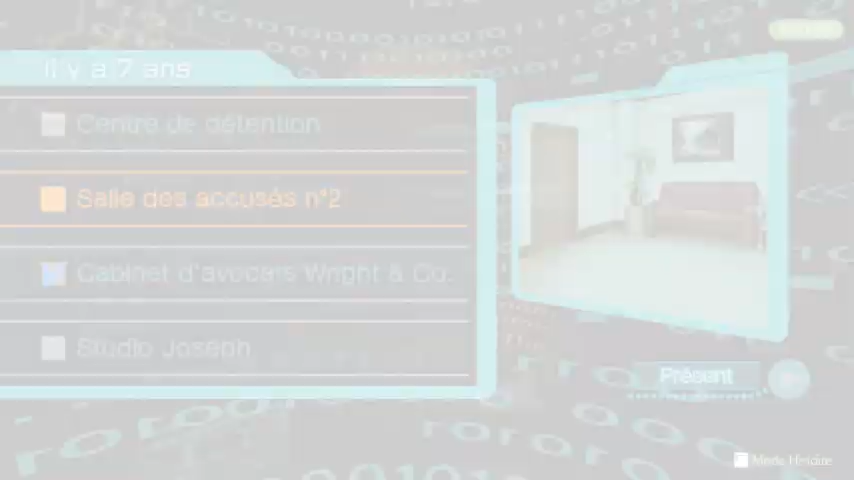 Il y a 7 ans
Centre de détention
Salle des accusés n°2
Cabinet d'avocats Wright & Co.
Studio Joseph
Présent
Mode Histoire